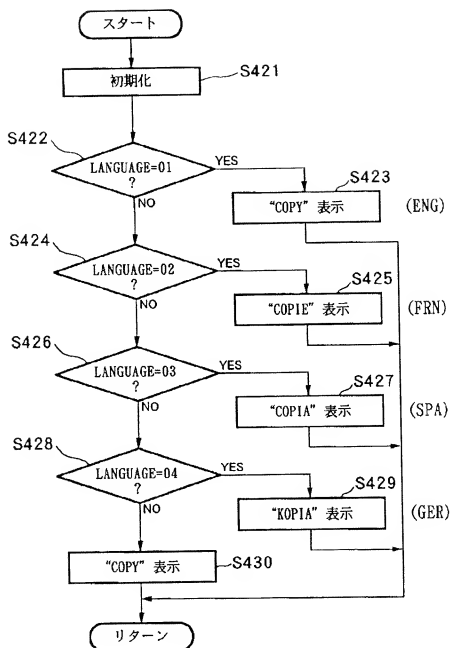 スタート
初期化
S421
S422
LANGUAGE=01
?
YES
NO
S423
“COPY” 表示
(ENG)
S424
LANGUAGE=02
?
YES
NO
S425
“COPIE” 表示
(FRN)
S426
LANGUAGE=03
?
YES
NO
S427
“COPIA” 表示
(SPA)
S428
LANGUAGE=04
?
YES
NO
S429
“KOPIA” 表示
(GER)
“COPY” 表示
S430
リターン